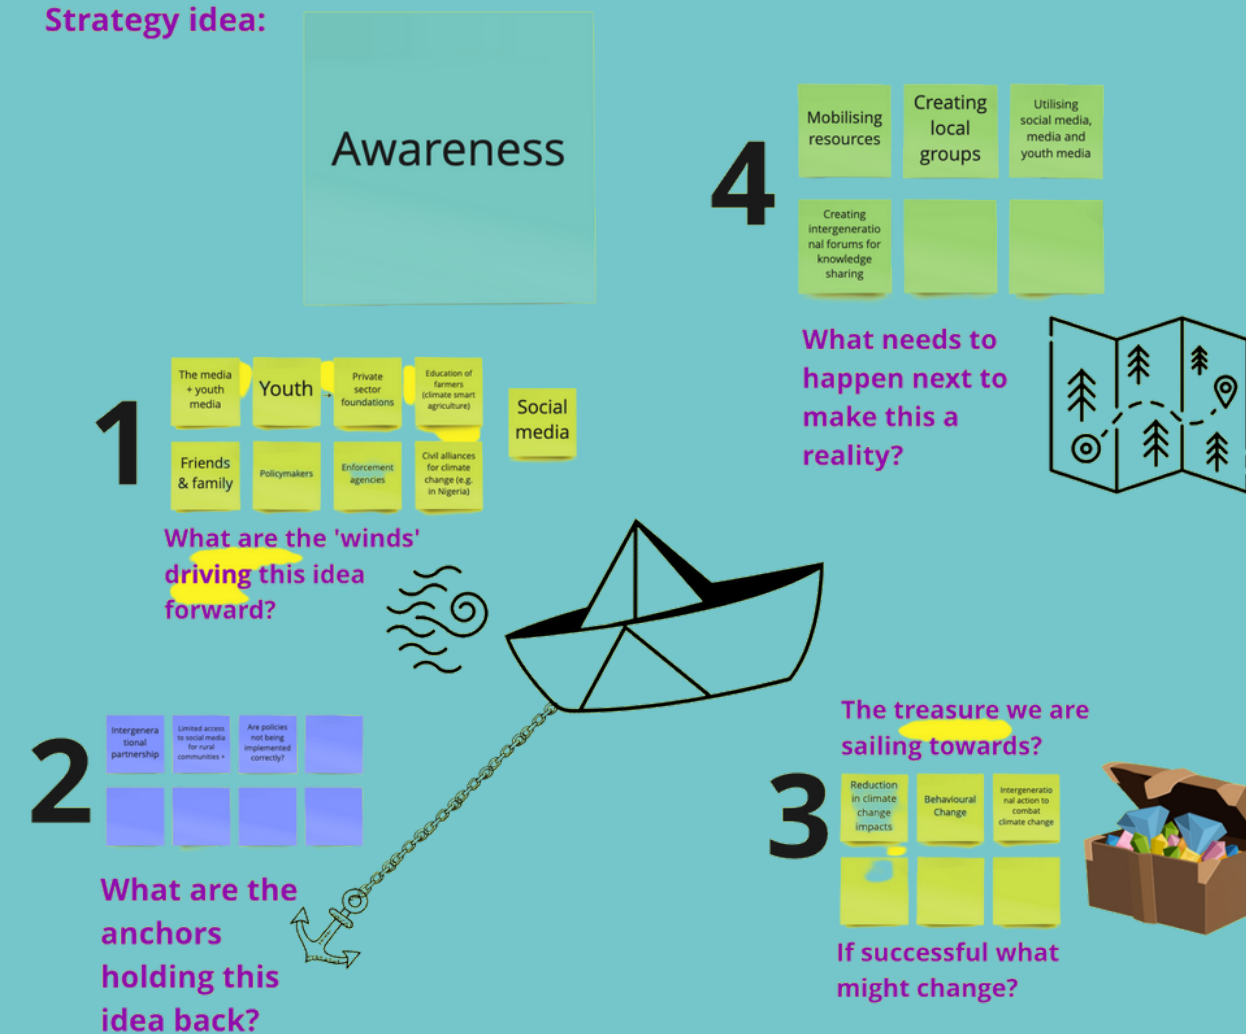 Strategy idea:
Awareness
1
The media
+ youth
media
Youth
Private
sector
foundations
Education of
farmers
(climate smart
agriculture)
Social
media
Friends
& family
Policymakers
Enforcement
agencies
Civil alliances
for climate
change (e.g.
in Nigeria)
What are the 'winds'
driving this idea
forward?
2
Intergenera
tional
partnership
Limited access
to social media
for rural
communities +
Are policies
not being
implemented
correctly?
What are the
anchors
holding this
idea back?
The treasure we are
sailing towards?
3
Reduction
in climate
change
impacts
Behavioural
Change
Intergeneratio
nal action to
combat
climate change
If successful what
might change?
4
Mobilising
resources
Creating
local
groups
Utilising
social media,
media and
youth media
Creating
intergeneratio
nal forums for
knowledge
sharing
What needs to
happen next to
make this a
reality?